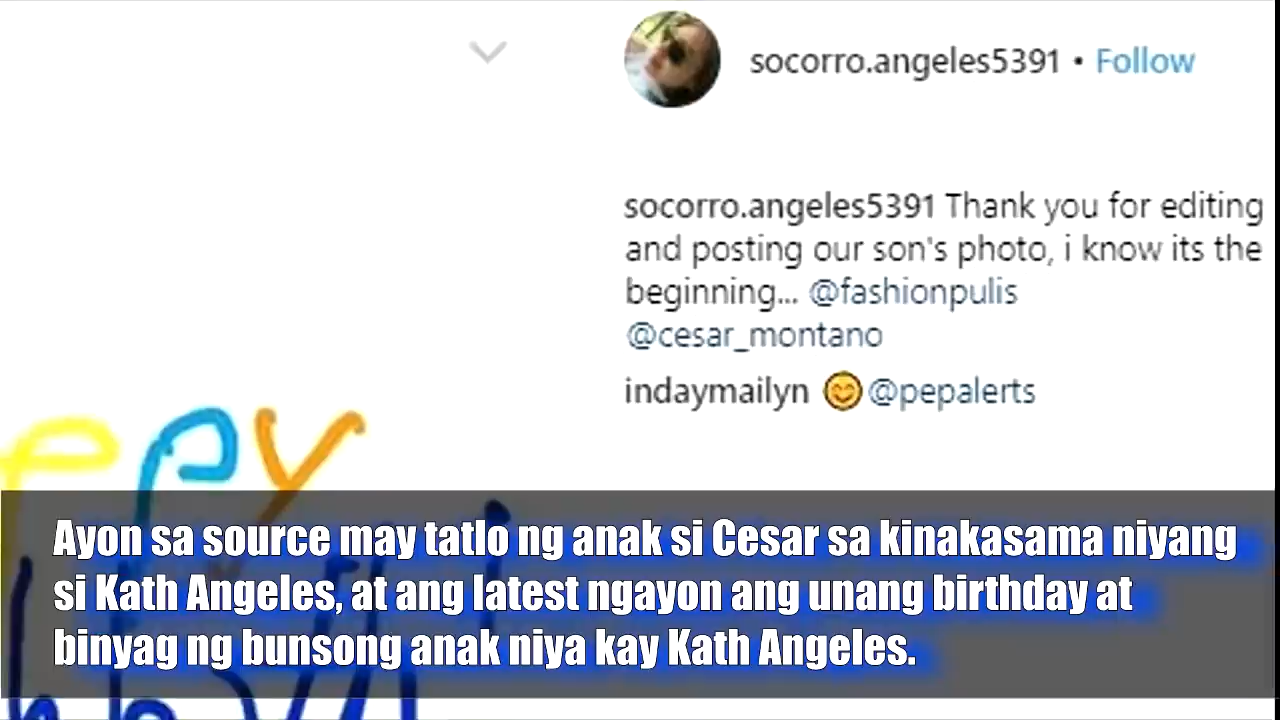 socorro.angeles5391 • Follow
socorro.angeles5391 Thank you for editing
and posting our son's photo, i know its the
beginning... @fashionpulis
@cesar_montano
indaymailyn 😊@pepalerts
Ayon sa source may tatlo ng anak si Cesar sa kinakasama niyang
si Kath Angeles, at ang latest ngayon ang unang birthday at
binyag ng bunsong anak niya kay Kath Angeles.